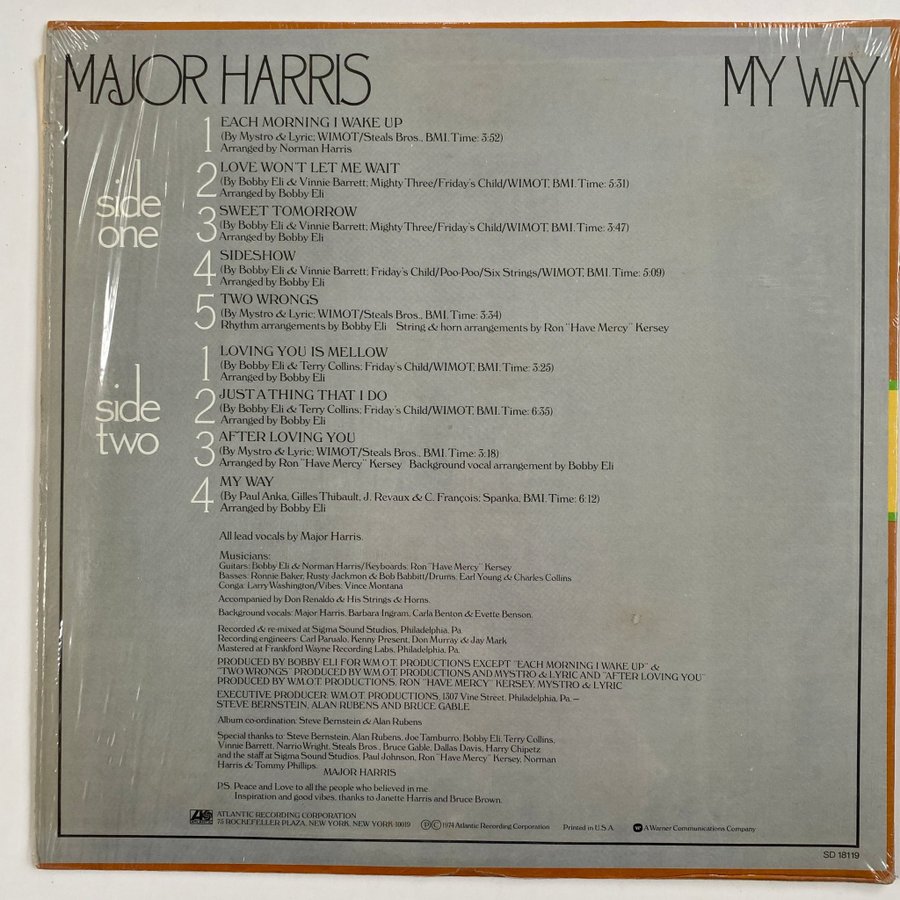 MAJOR HARRIS MY WAY
side one
1 EACH MORNING I WAKE UP
(By Mystro & Lyric; WIMOT/Steals Bros., BMI. Time: 3:52)
Arranged by Norman Harris
2 LOVE WON'T LET ME WAIT
(By Bobby Eli & Vinnie Barrett; Mighty Three/Friday's Child/WIMOT, BMI. Time: 5:31)
Arranged by Bobby Eli
3 SWEET TOMORROW
(By Bobby Eli & Vinnie Barrett; Mighty Three/Friday's Child/WIMOT, BMI. Time: 3:47)
Arranged by Bobby Eli
4 SIDESHOW
(By Bobby Eli & Vinnie Barrett; Friday's Child/Poo-Poo/Six Strings/WIMOT, BMI. Time: 5:09)
Arranged by Bobby Eli
5 TWO WRONGS
(By Mystro & Lyric; WIMOT/Steals Bros., BMI. Time: 3:34)
Rhythm arrangements by Bobby Eli String & horn arrangements by Ron "Have Mercy" Kersey
side two
1 LOVING YOU IS MELLOW
(By Bobby Eli & Terry Collins; Friday's Child/WIMOT, BMI. Time: 3:25)
Arranged by Bobby Eli
2 JUST A THING THAT I DO
(By Bobby Eli & Terry Collins; Friday's Child/WIMOT, BMI. Time: 6:35)
Arranged by Bobby Eli
3 AFTER LOVING YOU
(By Mystro & Lyric; WIMOT/Steals Bros., BMI. Time: 3:18)
Arranged by Ron "Have Mercy" Kersey Background vocal arrangement by Bobby Eli
4 MY WAY
(By Paul Anka, Gilles Thibault, J. Revaux & C. François; Spanka, BMI. Time: 6:12)
Arranged by Bobby Eli
All lead vocals by Major Harris.
Musicians:
Guitars: Bobby Eli & Norman Harris/Keyboards: Ron "Have Mercy" Kersey
Basses: Ronnie Baker, Rusty Jackmon & Bob Babbitt/Drums: Earl Young & Charles Collins
Conga: Larry Washington/Vibes: Vince Montana
Accompanied by Don Renaldo & His Strings & Horns.
Background vocals: Major Harris, Barbara Ingram, Carla Benton & Evette Benson.
Recorded & re-mixed at Sigma Sound Studios, Philadelphia, Pa.
Recording engineers: Carl Parualo, Kenny Present, Don Murray & Jay Mark
Mastered at Frankford Wayne Recording Labs, Philadelphia, Pa.
PRODUCED BY BOBBY ELI FOR W.M.O.T. PRODUCTIONS EXCEPT "EACH MORNING I WAKE UP" &
"TWO WRONGS" PRODUCED BY W.M.O.T. PRODUCTIONS AND MYSTRO & LYRIC AND "AFTER LOVING YOU"
PRODUCED BY W.M.O.T. PRODUCTIONS, RON "HAVE MERCY" KERSEY, MYSTRO & LYRIC
EXECUTIVE PRODUCER: W.M.O.T. PRODUCTIONS, 1307 Vine Street, Philadelphia, Pa.—
STEVE BERNSTEIN, ALAN RUBENS AND BRUCE GABLE
Album co-ordination: Steve Bernstein & Alan Rubens
Special thanks to: Steve Bernstein, Alan Rubens, Joe Tamburro, Bobby Eli, Terry Collins,
Vinnie Barrett, Narrio Wright, Steals Bros., Bruce Gable, Dallas Davis, Harry Chipetz
and the staff at Sigma Sound Studios, Paul Johnson, Ron "Have Mercy" Kersey, Norman
Harris & Tommy Phillips.
MAJOR HARRIS
P.S. Peace and Love to all the people who believed in me.
Inspiration and good vibes, thanks to Janette Harris and Bruce Brown.
ATLANTIC RECORDING CORPORATION
75 ROCKEFELLER PLAZA, NEW YORK, NEW YORK 10019 ℗©1974 Atlantic Recording Corporation Printed in U.S.A. A Warner Communications Company
SD 18119